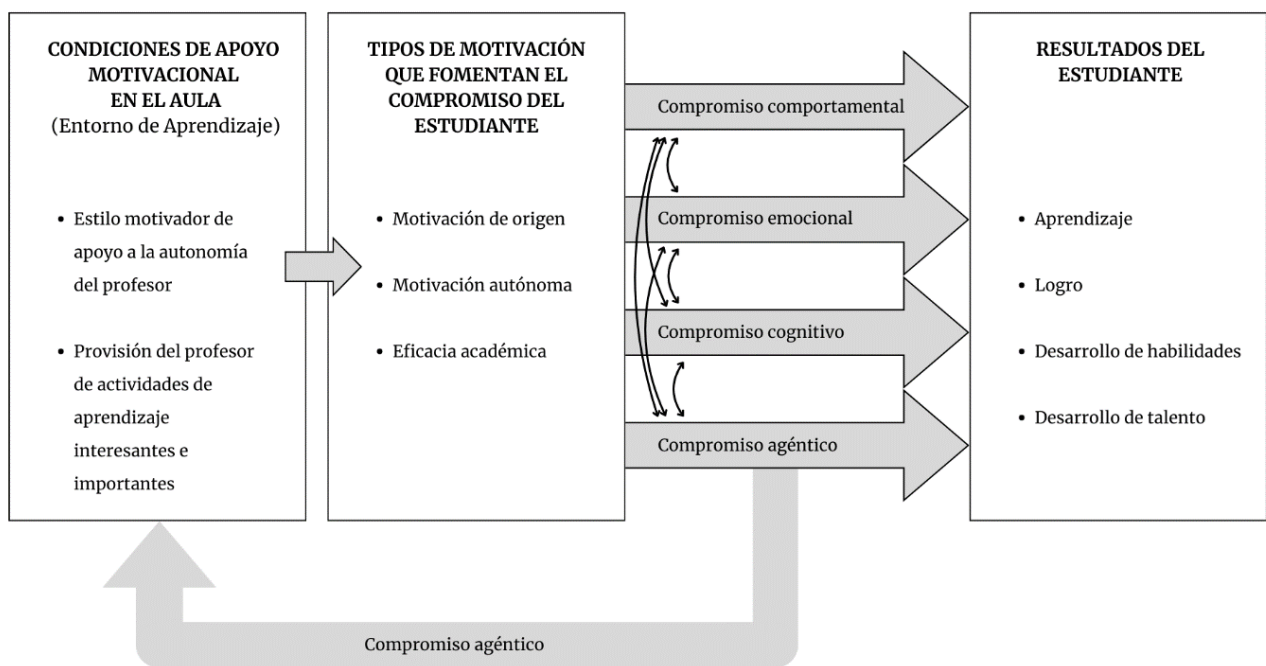 CONDICIONES DE APOYO
MOTIVACIONAL
EN EL AULA
(Entorno de Aprendizaje)
• Estilo motivador de
apoyo a la autonomía
del profesor
• Provisión del profesor
de actividades de
aprendizaje
interesantes e
importantes
TIPOS DE MOTIVACIÓN
QUE FOMENTAN EL
COMPROMISO DEL
ESTUDIANTE
• Motivación de origen
• Motivación autónoma
• Eficacia académica
Compromiso comportamental
Compromiso emocional
Compromiso cognitivo
Compromiso agéntico
RESULTADOS DEL
ESTUDIANTE
• Aprendizaje
• Logro
• Desarrollo de habilidades
• Desarrollo de talento
Compromiso agéntico